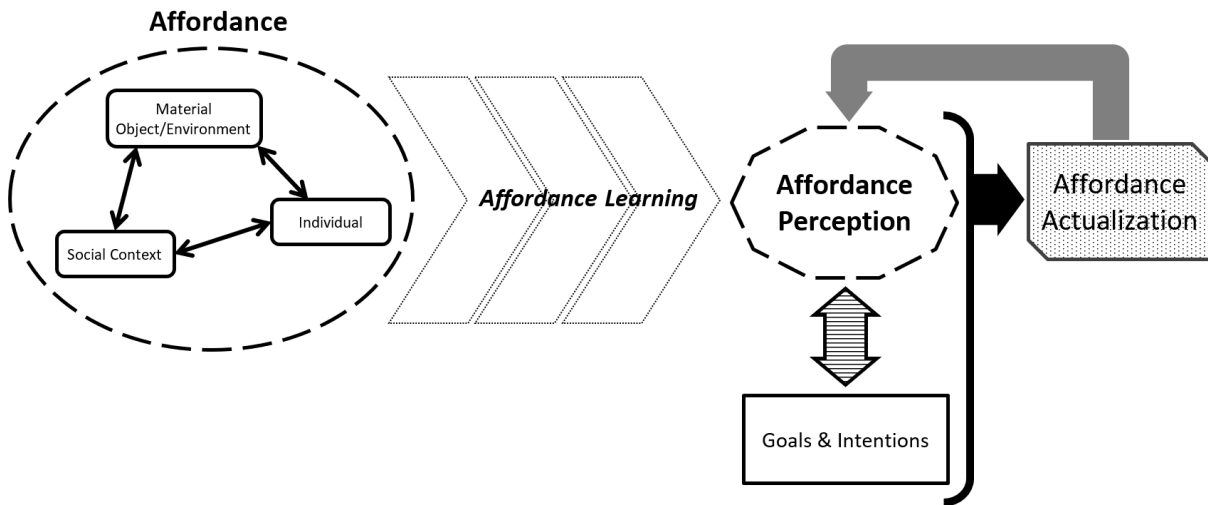 Affordance
Material
Object/Environment
Individual
Social Context
Affordance Learning
Affordance
Perception
Goals & Intentions
Affordance
Actualization